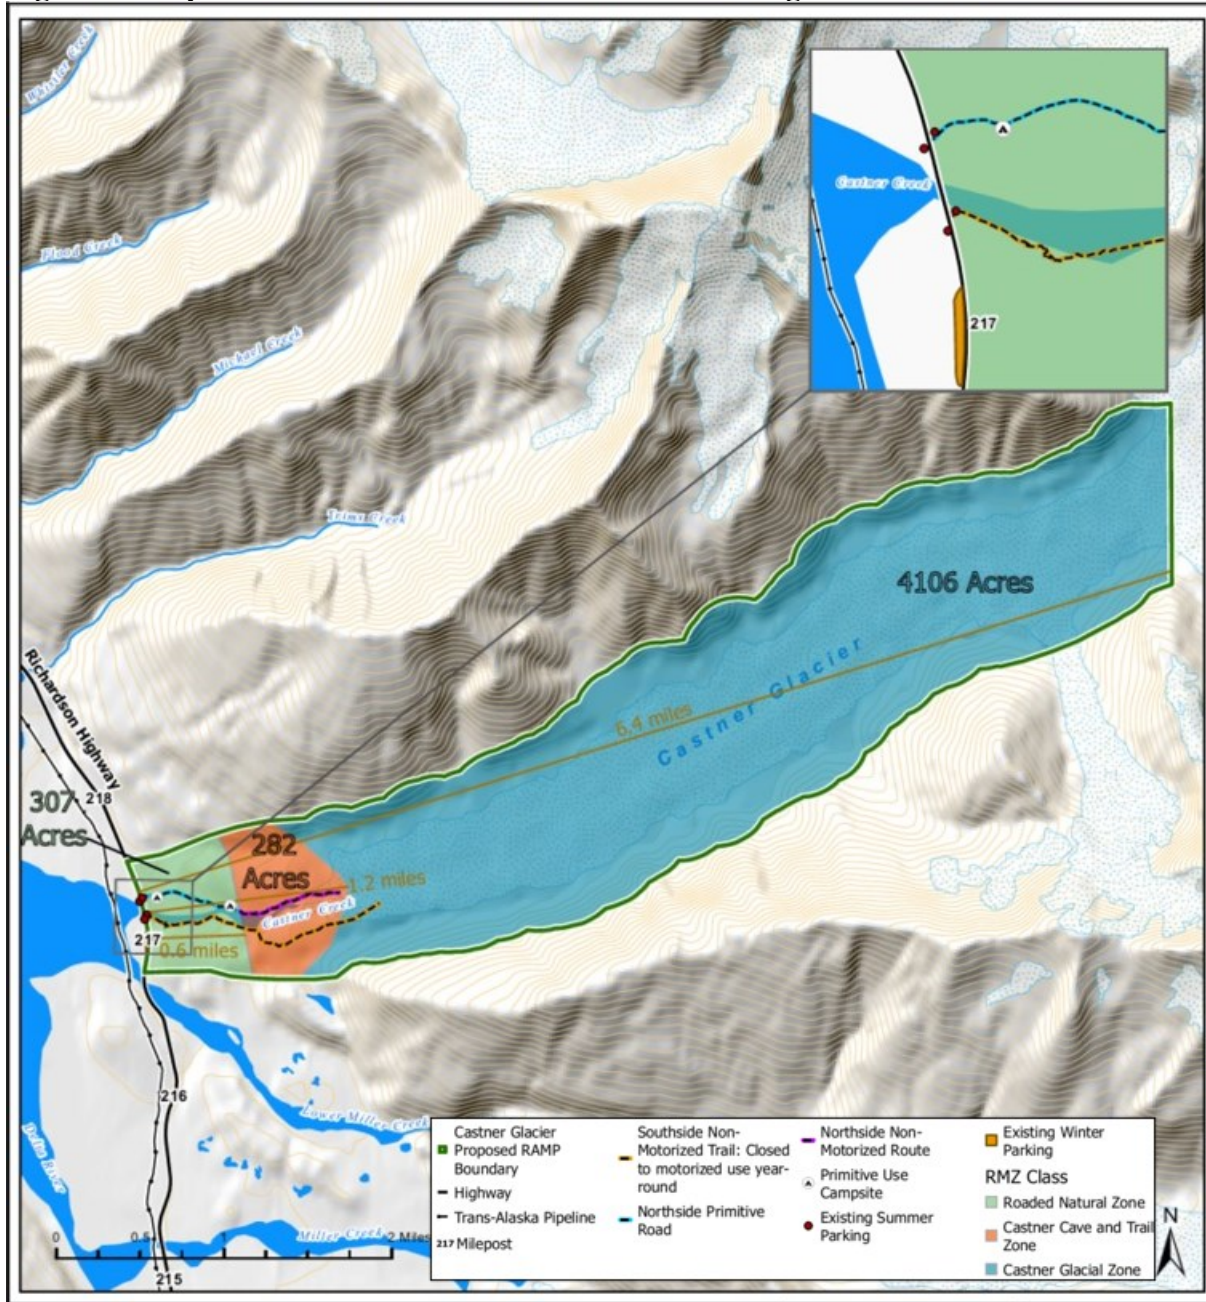 Whistler Creek
Flood Creek
Michael Creek
Trims Creek
Castner Creek
217
4106 Acres
Castner Glacier
6.4 miles
Richardson Highway
218
307
Acres
282
Acres
1.2 miles
Castner Creek
217
0.6 miles
216
Lower Miller Creek
Delta River
Miller Creek
0
0.5
1
2 Miles
215
Castner Glacier
Proposed RAMP
Boundary
Highway
Trans-Alaska Pipeline
217 Milepost
Southside Non-
Motorized Trail: Closed
to motorized use year-
round
Northside Primitive
Road
Northside Non-
Motorized Route
A Primitive Use
Campsite
Existing Summer
Parking
Existing Winter
Parking
RMZ Class
Roaded Natural Zone
Castner Cave and Trail
Zone
Castner Glacial Zone
N